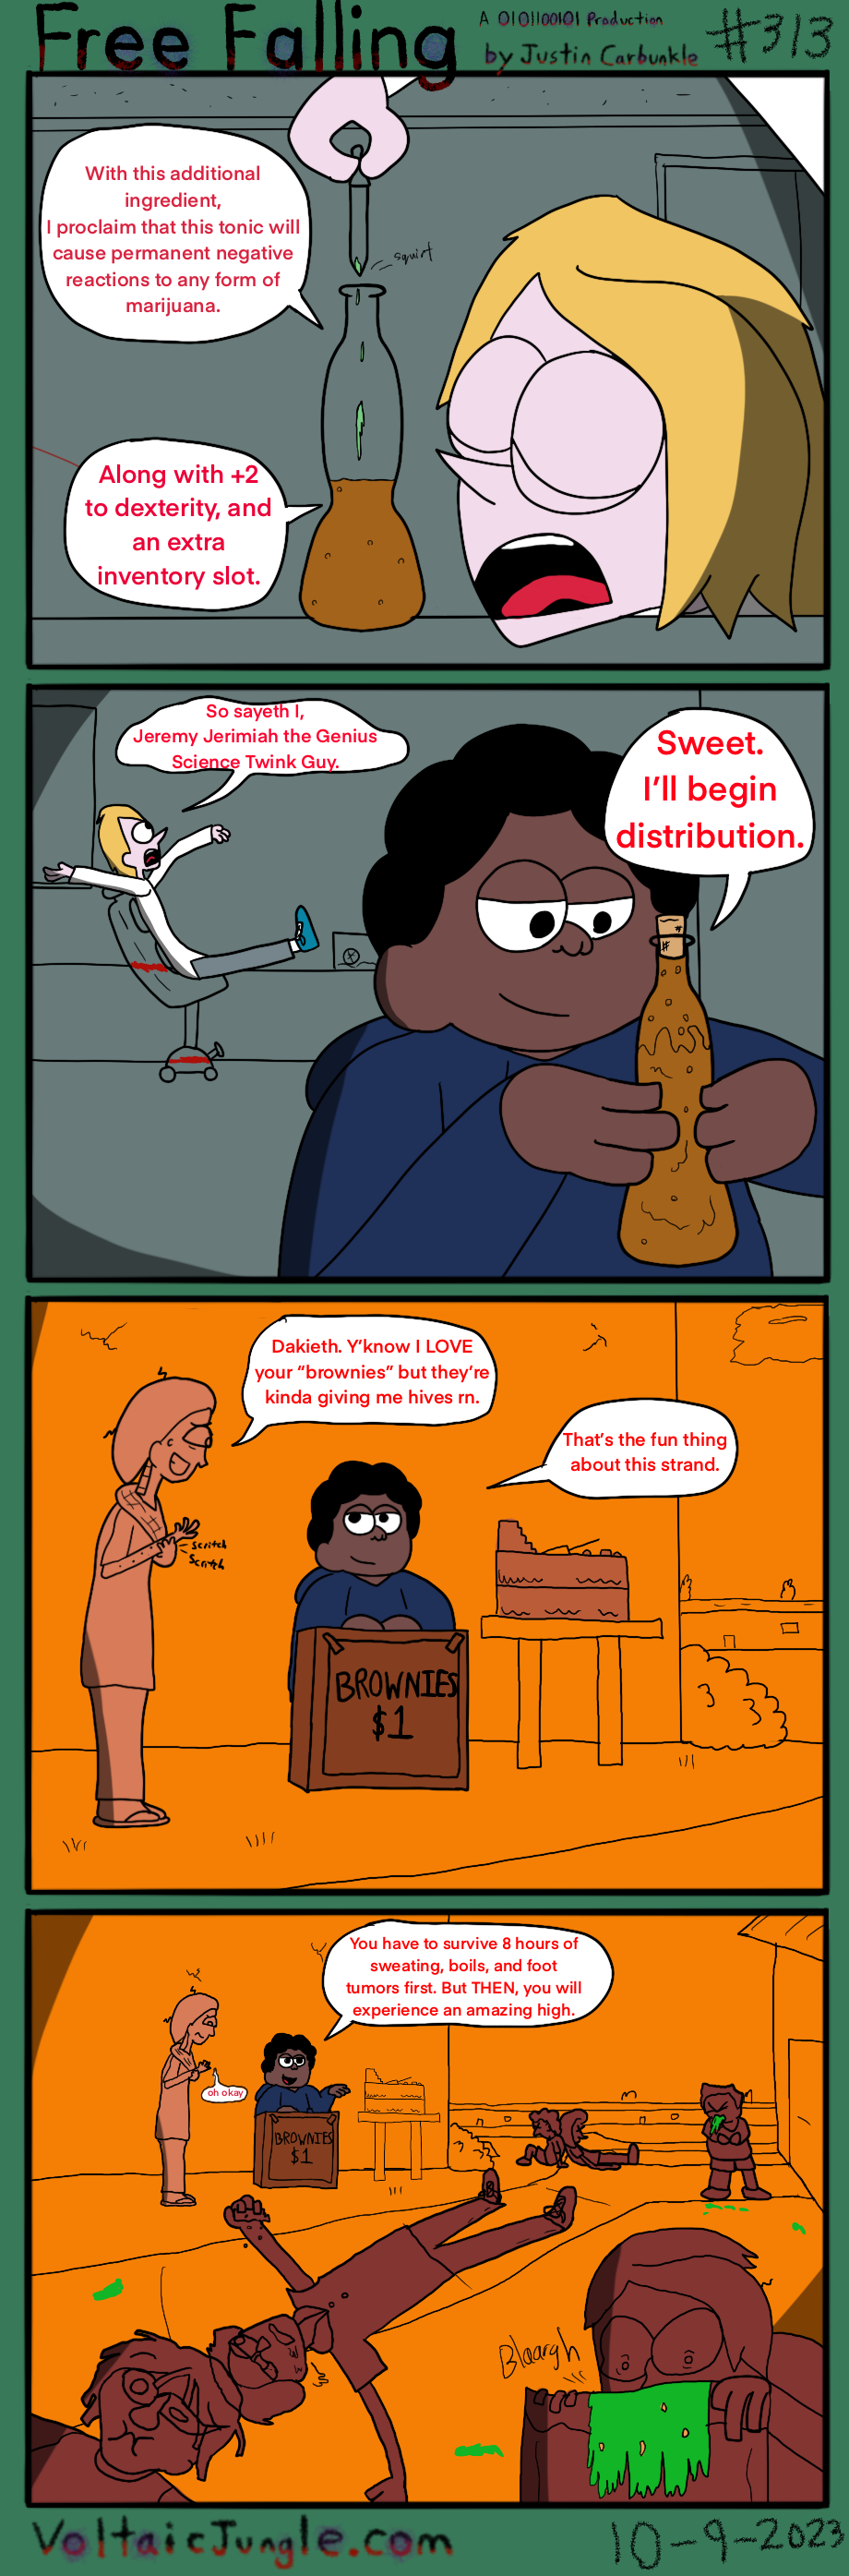 Free Falling
A 0101100101 Production
by Justin Carbunkle
#313
With this additional
ingredient,
I proclaim that this tonic will
cause permanent negative
reactions to any form of
marijuana.
squirt
Along with +2
to dexterity, and
an extra
inventory slot.
So sayeth I,
Jeremy Jerimiah the Genius
Science Twink Guy.
Sweet.
I'll begin
distribution.
Dakieth. Y'know I LOVE
your “brownies” but they're
kinda giving me hives rn.
That's the fun thing
about this strand.
scritch
scritch
BROWNIES
$1
You have to survive 8 hours of
sweating, boils, and foot
tumors first. But THEN, you will
experience an amazing high.
oh okay
BROWNIES
$1
Blaargh
VoltaicJungle.com
10-9-2023